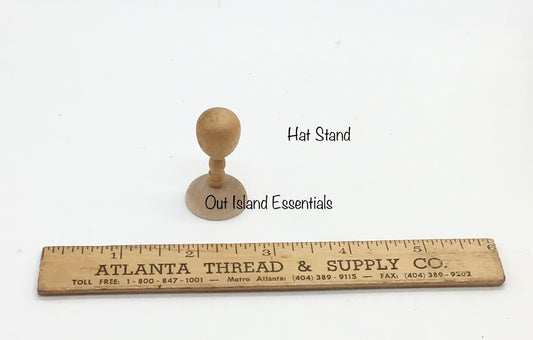 Hat Stand
Out Island Essentials
1 2 3 4 5 6
ATLANTA THREAD & SUPPLY CO.
TOLL FREE: 1-800-847-1001 — Metro Atlanta: (404) 389-9115 — FAX: (404) 389-9202